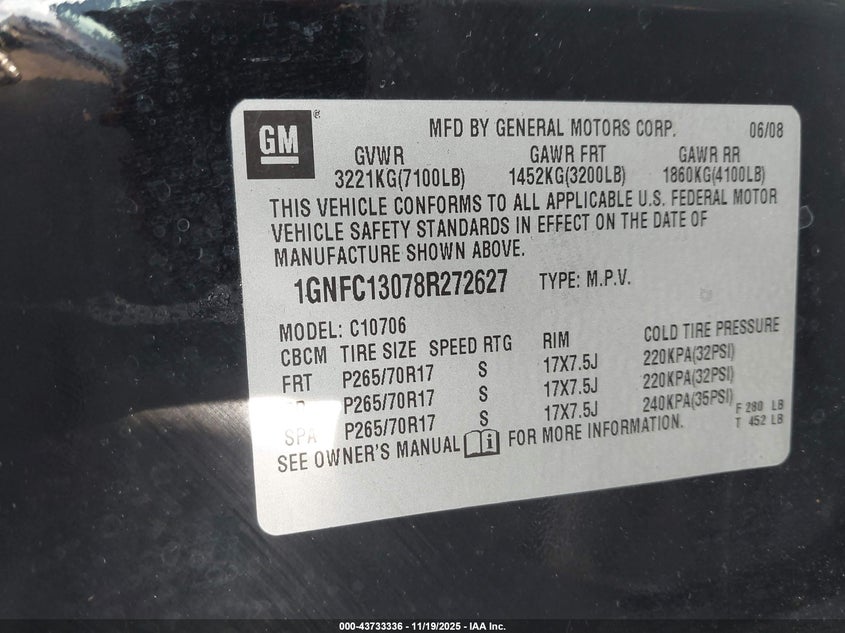 GM ®
MFD BY GENERAL MOTORS CORP. 06/08
GVWR GAWR FRT GAWR RR
3221KG(7100LB) 1452KG(3200LB) 1860KG(4100LB)
THIS VEHICLE CONFORMS TO ALL APPLICABLE U.S. FEDERAL MOTOR
VEHICLE SAFETY STANDARDS IN EFFECT ON THE DATE OF
MANUFACTURE SHOWN ABOVE.
1GNFC13078R272627 TYPE: M.P.V.
MODEL: C10706
CBCM TIRE SIZE SPEED RTG RIM COLD TIRE PRESSURE
FRT P265/70R17 S 17X7.5J 220KPA(32PSI)
RR P265/70R17 S 17X7.5J 220KPA(32PSI)
SPA P265/70R17 S 17X7.5J 240KPA(35PSI)
F 280 LB
T 452 LB
SEE OWNER'S MANUAL i FOR MORE INFORMATION.
000-43733336 - 11/19/2025 - IAA Inc.